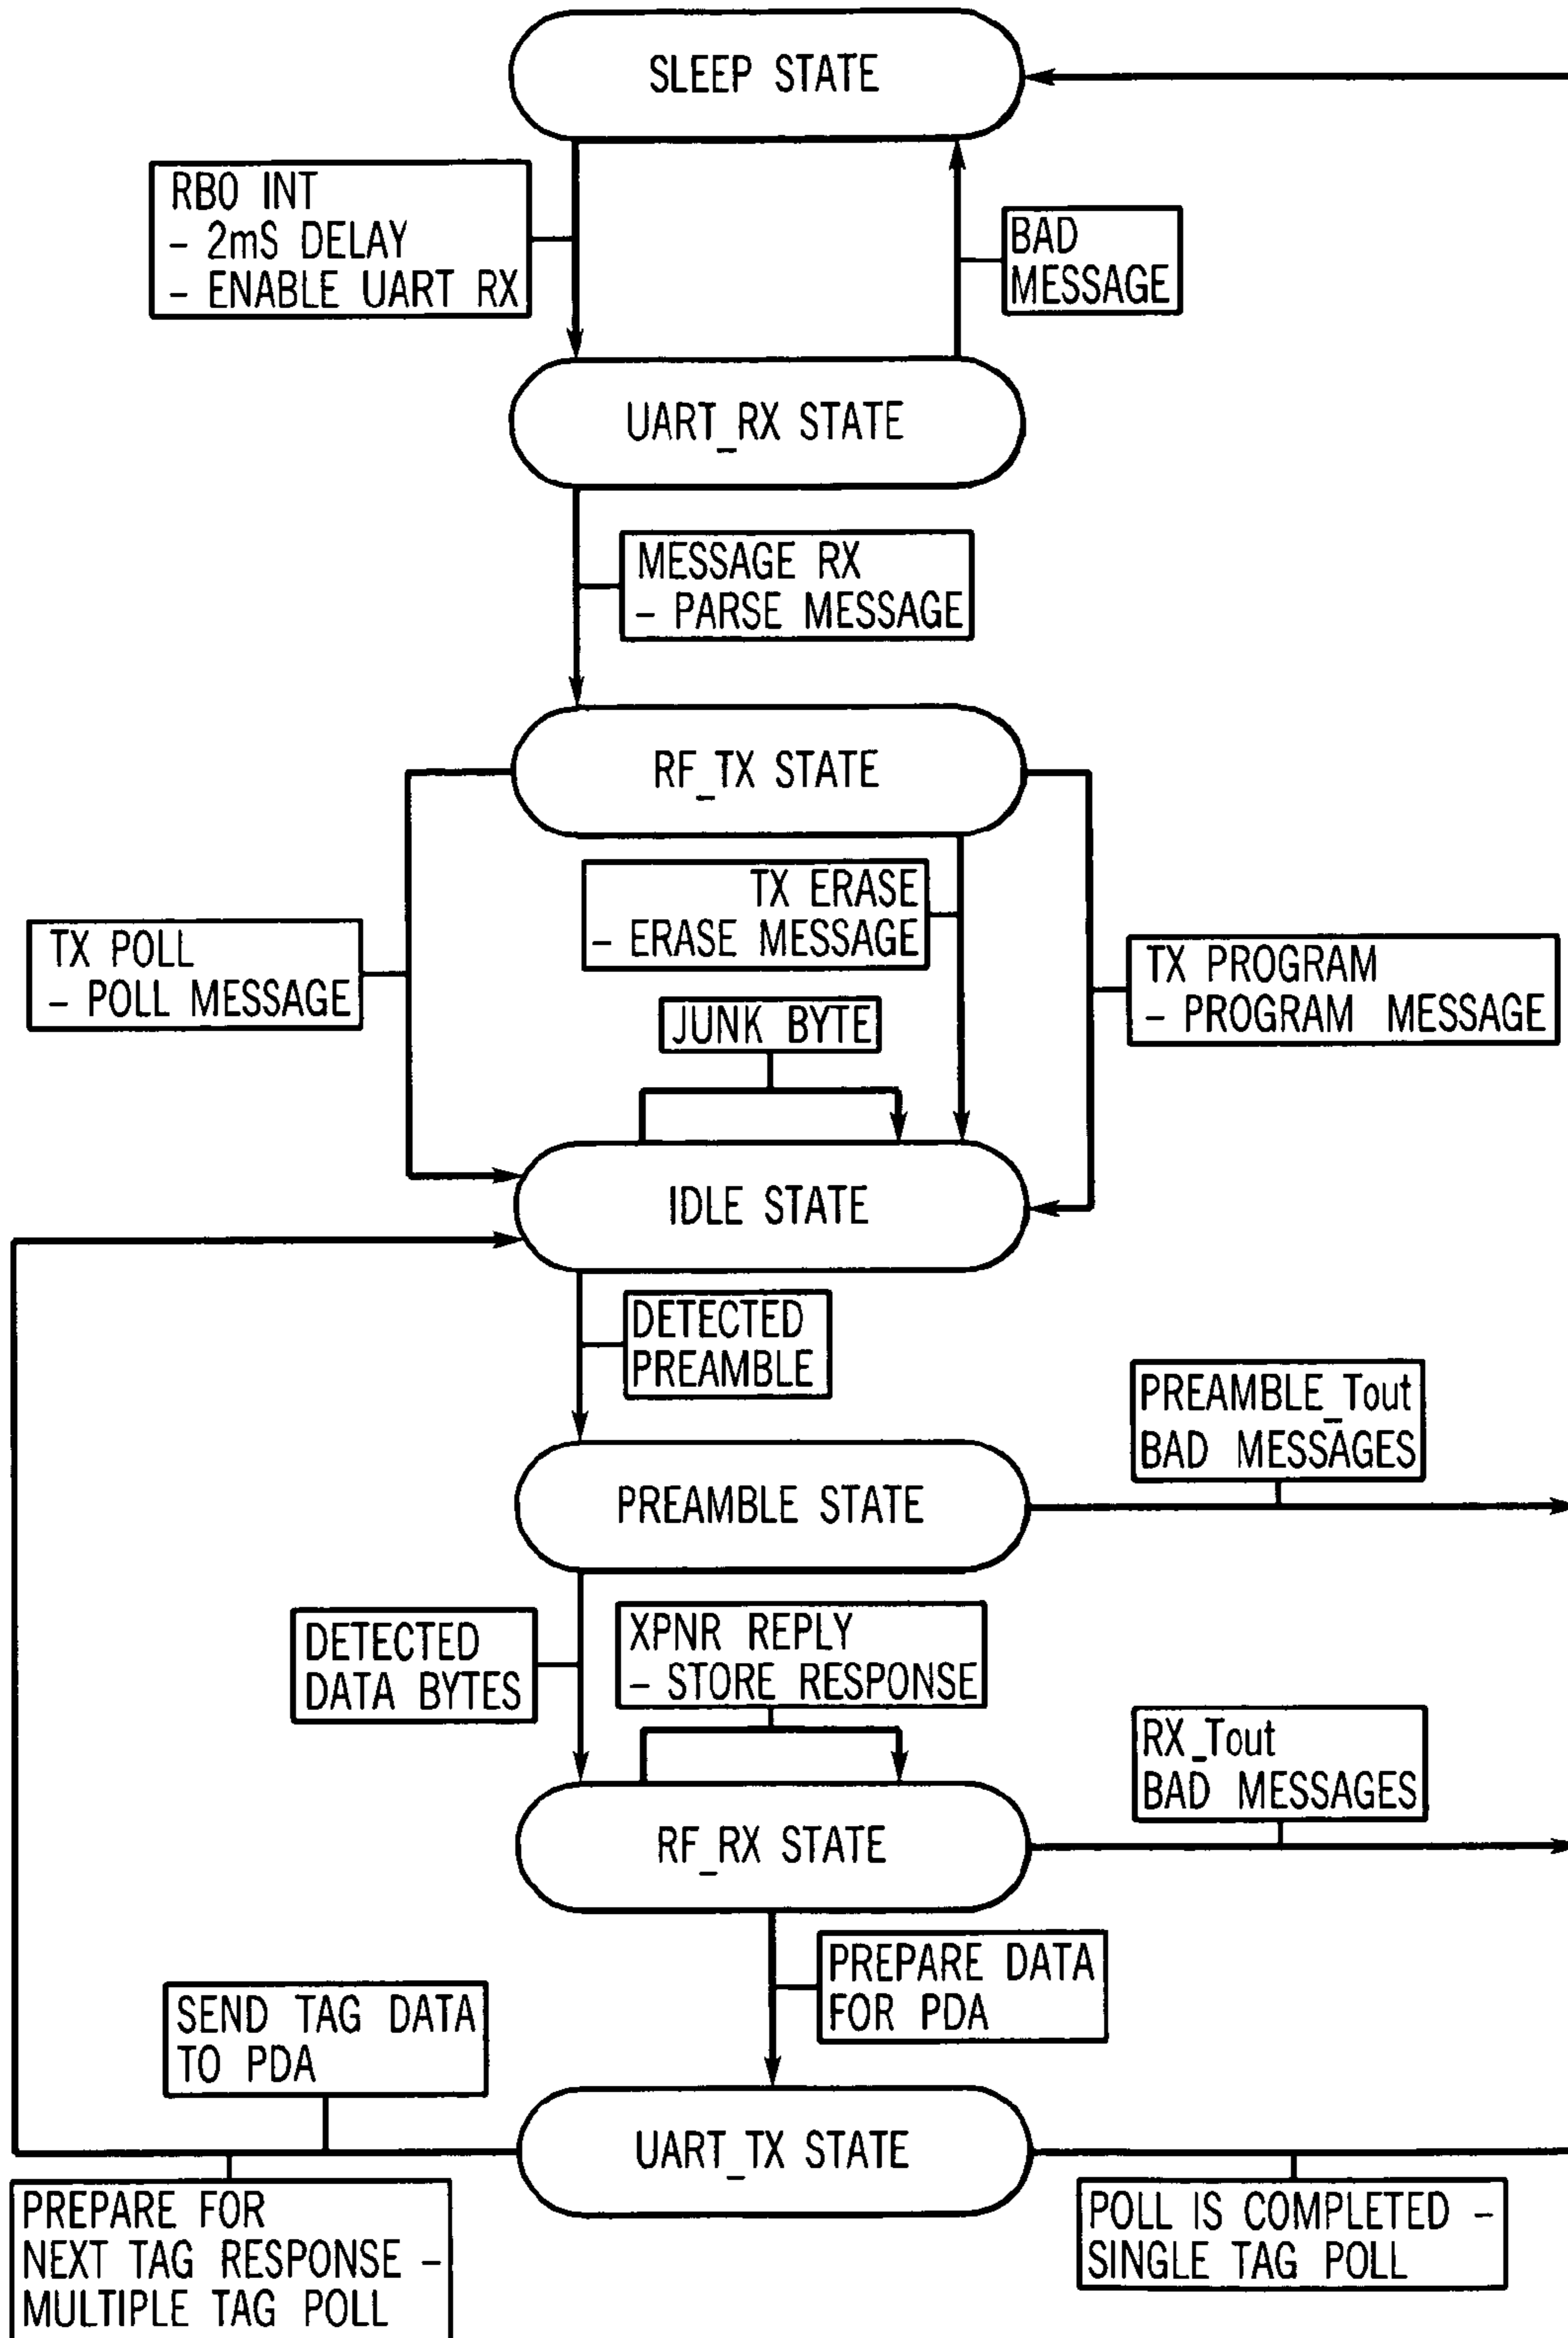 SLEEP STATE
RB0 INT
– 2mS DELAY
– ENABLE UART RX
BAD
MESSAGE
UART_RX STATE
MESSAGE RX
– PARSE MESSAGE
RF_TX STATE
TX ERASE
– ERASE MESSAGE
TX POLL
– POLL MESSAGE
TX PROGRAM
– PROGRAM MESSAGE
JUNK BYTE
IDLE STATE
DETECTED
PREAMBLE
PREAMBLE_Tout
BAD MESSAGES
PREAMBLE STATE
DETECTED
DATA BYTES
XPNR REPLY
– STORE RESPONSE
RX_Tout
BAD MESSAGES
RF_RX STATE
PREPARE DATA
FOR PDA
SEND TAG DATA
TO PDA
UART_TX STATE
PREPARE FOR
NEXT TAG RESPONSE –
MULTIPLE TAG POLL
POLL IS COMPLETED –
SINGLE TAG POLL